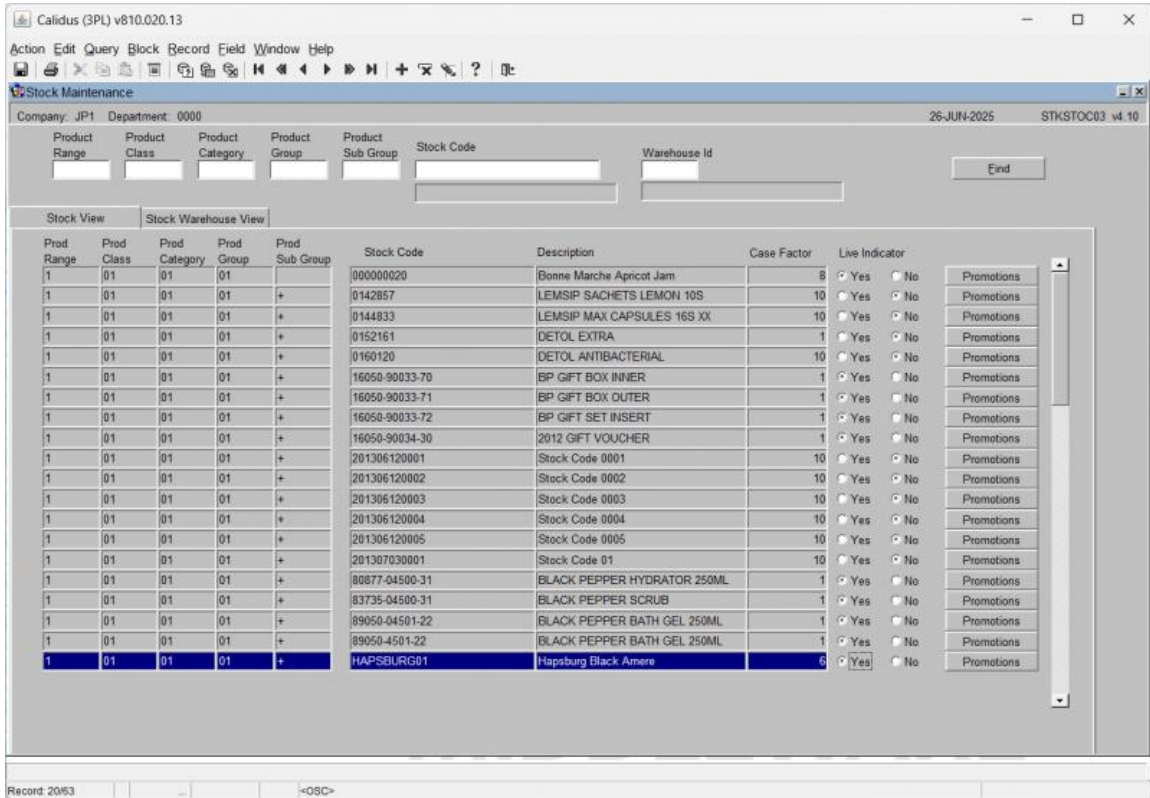 Calidus (3PL) v810.020.13
Action Edit Query Block Record Field Window Help
Stock Maintenance
Company: JP1 Department: 0000 26-JUN-2025 STKSTOC03 v4.10
Product Range Product Class Product Category Product Group Product Sub Group Stock Code Warehouse Id
Find
Stock View Stock Warehouse View
Prod Range Prod Class Prod Category Prod Group Prod Sub Group Stock Code Description Case Factor Live Indicator
1 01 01 01 000000020 Bonne Marche Apricot Jam 8 Yes No Promotions
1 01 01 01 + 0142857 LEMSIP SACHETS LEMON 10S 10 Yes No Promotions
1 01 01 01 + 0144833 LEMSIP MAX CAPSULES 16S XX 10 Yes No Promotions
1 01 01 01 + 0152161 DETOL EXTRA 1 Yes No Promotions
1 01 01 01 + 0160120 DETOL ANTIBACTERIAL 10 Yes No Promotions
1 01 01 01 + 16050-90033-70 BP GIFT BOX INNER 1 Yes No Promotions
1 01 01 01 + 16050-90033-71 BP GIFT BOX OUTER 1 Yes No Promotions
1 01 01 01 + 16050-90033-72 BP GIFT SET INSERT 1 Yes No Promotions
1 01 01 01 + 16050-90034-30 2012 GIFT VOUCHER 1 Yes No Promotions
1 01 01 01 + 201306120001 Stock Code 0001 10 Yes No Promotions
1 01 01 01 + 201306120002 Stock Code 0002 10 Yes No Promotions
1 01 01 01 + 201306120003 Stock Code 0003 10 Yes No Promotions
1 01 01 01 + 201306120004 Stock Code 0004 10 Yes No Promotions
1 01 01 01 + 201306120005 Stock Code 0005 10 Yes No Promotions
1 01 01 01 + 201307030001 Stock Code 01 10 Yes No Promotions
1 01 01 01 + 80877-04500-31 BLACK PEPPER HYDRATOR 250ML 1 Yes No Promotions
1 01 01 01 + 83735-04500-31 BLACK PEPPER SCRUB 1 Yes No Promotions
1 01 01 01 + 89050-04501-22 BLACK PEPPER BATH GEL 250ML 1 Yes No Promotions
1 01 01 01 + 89050-4501-22 BLACK PEPPER BATH GEL 250ML 1 Yes No Promotions
1 01 01 01 + HAPSBURG01 Hapsburg Black Amere 6 Yes No Promotions
Record: 20/63 ... <OSC>